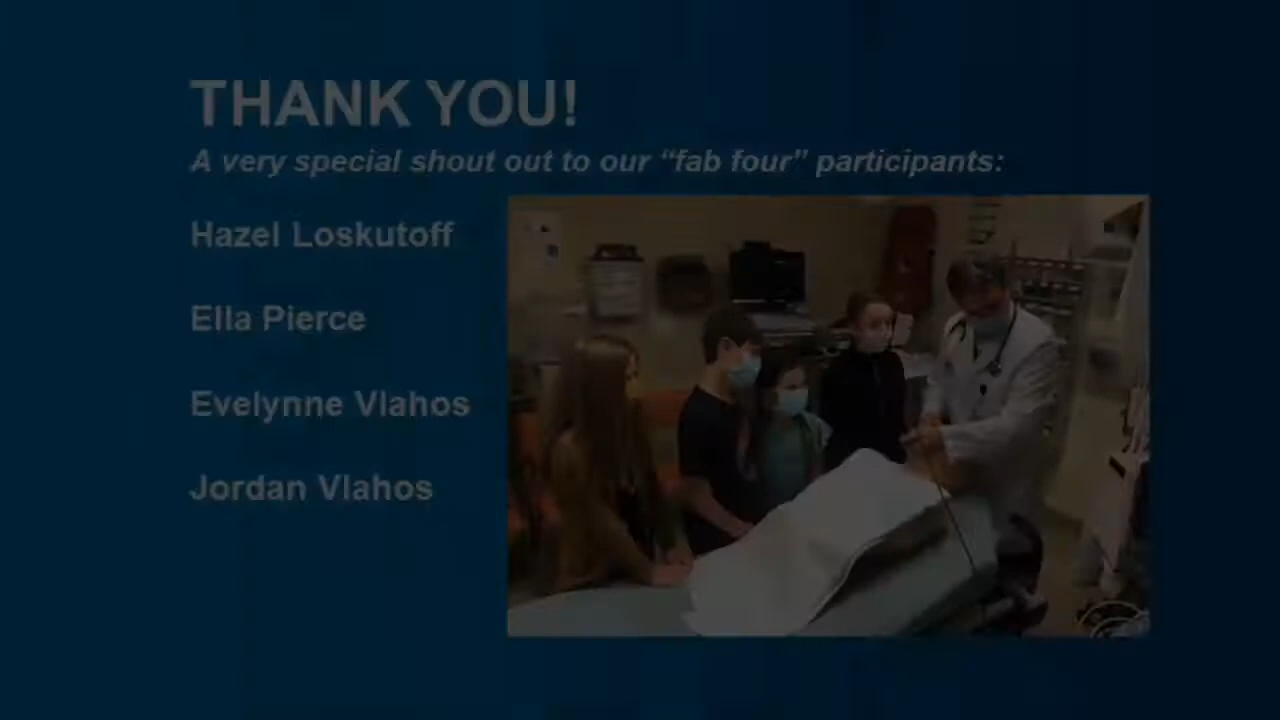 THANK YOU!
A very special shout out to our “fab four” participants:
Hazel Loskutoff
Ella Pierce
Evelynne Vlahos
Jordan Vlahos